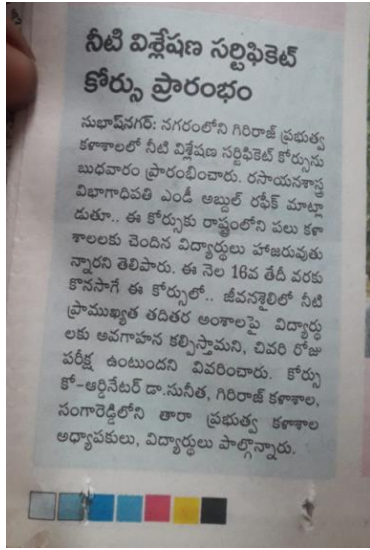 నీటి విశ్లేషణ సర్టిఫికెట్
కోర్సు ప్రారంభం
సుభాష్‌నగర్: నగరంలోని గిరిరాజ్ ప్రభుత్వ
కళాశాలలో నీటి విశ్లేషణ సర్టిఫికెట్ కోర్సును
బుధవారం ప్రారంభించారు. రసాయనశాస్త్ర
విభాగాధిపతి ఎండీ అబ్దుల్ రఫీక్ మాట్లా
డుతూ.. ఈ కోర్సుకు రాష్ట్రంలోని పలు కళా
శాలలకు చెందిన విద్యార్థులు హాజరువుతు
న్నారని తెలిపారు. ఈ నెల 16వ తేదీ వరకు
కొనసాగే ఈ కోర్సులో.. జీవనశైలిలో నీటి
ప్రాముఖ్యత తదితర అంశాలపై విద్యార్థు
లకు అవగాహన కల్పిస్తామని, చివరి రోజు
పరీక్ష ఉంటుందని వివరించారు. కోర్సు
కో-ఆర్డినేటర్ డా.సునీత, గిరిరాజ్ కళాశాల,
సంగారెడ్డిలోని తారా ప్రభుత్వ కళాశాల
అధ్యాపకులు, విద్యార్థులు పాల్గొన్నారు.